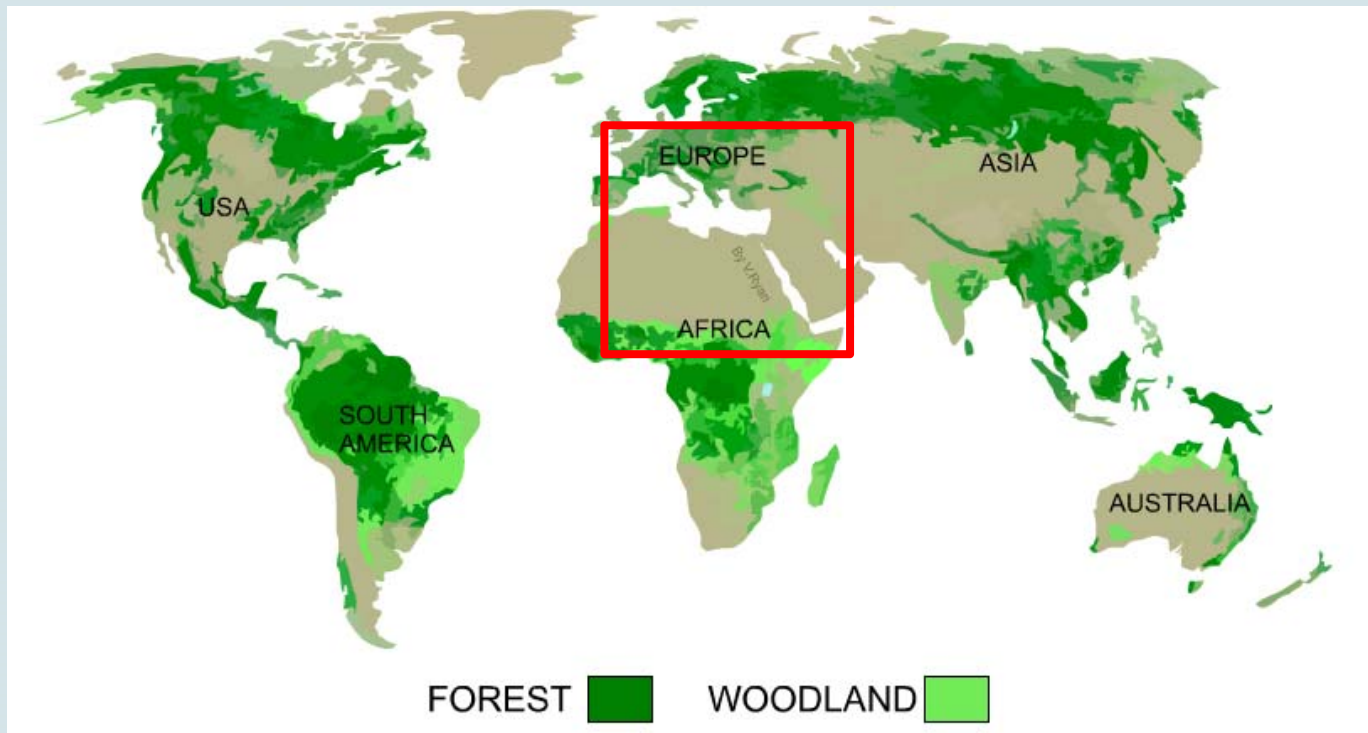 EUROPE
ASIA
USA
By V.Ryan
AFRICA
SOUTH
AMERICA
AUSTRALIA
FOREST
WOODLAND